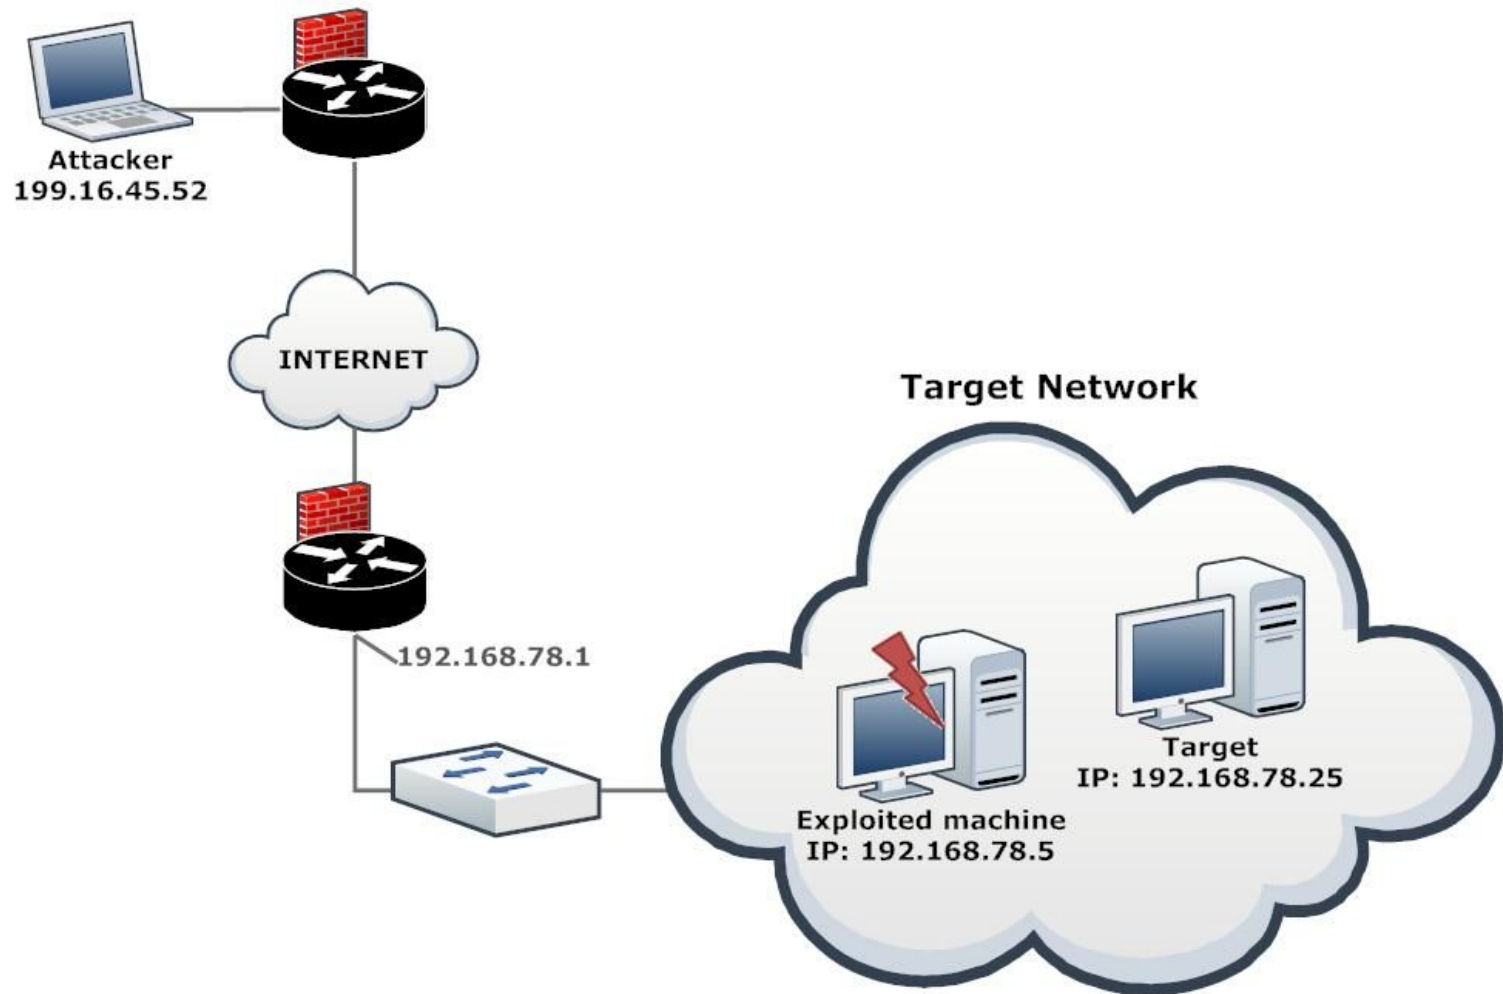 Attacker
199.16.45.52
INTERNET
Target Network
192.168.78.1
Target
IP: 192.168.78.25
Exploited machine
IP: 192.168.78.5